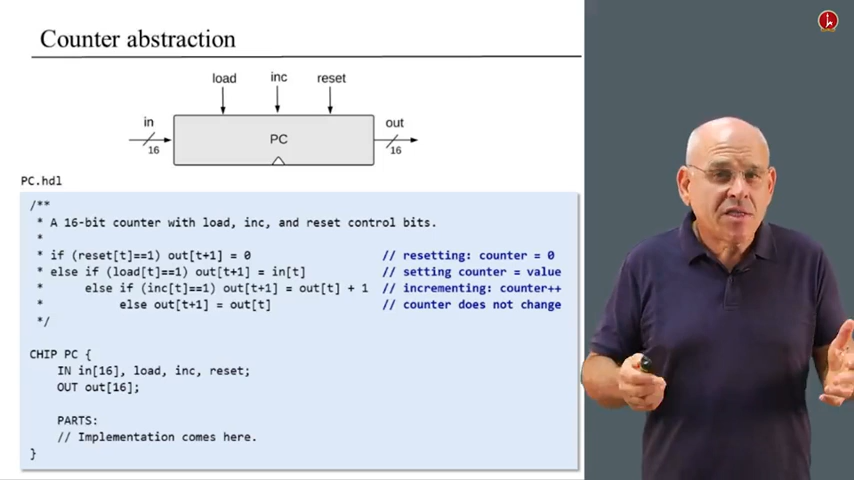 Counter abstraction
load inc reset
in out
PC
16 16
PC.hdl
/**
* A 16-bit counter with load, inc, and reset control bits.
*
* if (reset[t]==1) out[t+1] = 0 // resetting: counter = 0
* else if (load[t]==1) out[t+1] = in[t] // setting counter = value
* else if (inc[t]==1) out[t+1] = out[t] + 1 // incrementing: counter++
* else out[t+1] = out[t] // counter does not change
*/
CHIP PC {
IN in[16], load, inc, reset;
OUT out[16];
PARTS:
// Implementation comes here.
}